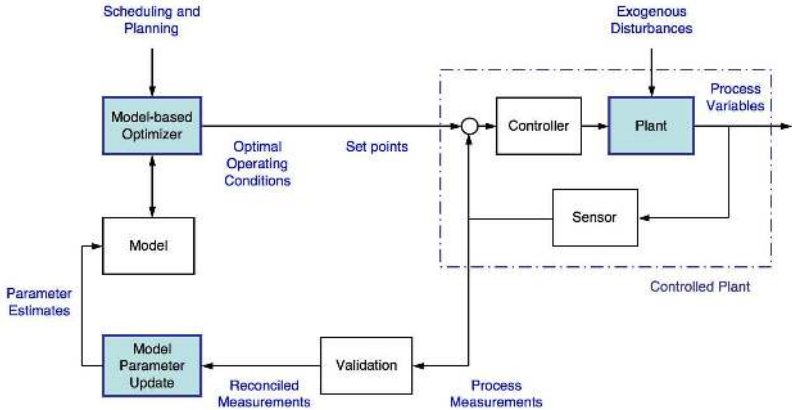 Scheduling and
Planning
Exogenous
Disturbances
Process
Variables
Model-based
Optimizer
Controller
Plant
Optimal
Operating
Conditions
Set points
Sensor
Model
Controlled Plant
Parameter
Estimates
Model
Parameter
Update
Validation
Reconciled
Measurements
Process
Measurements